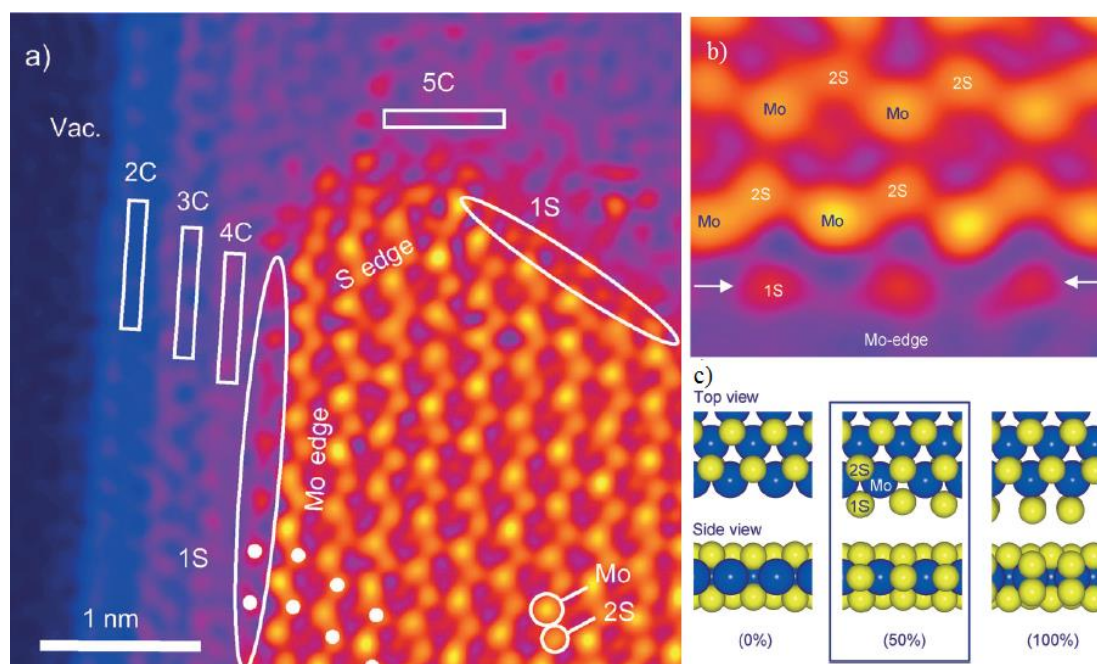 a)
Vac.
2C
3C
4C
5C
1S
S edge
Mo edge
1S
Mo
2S
1 nm
b)
2S
2S
Mo
Mo
2S
2S
Mo
Mo
1S
Mo-edge
c)
Top view
2S
Mo
1S
Side view
(0%)
(50%)
(100%)